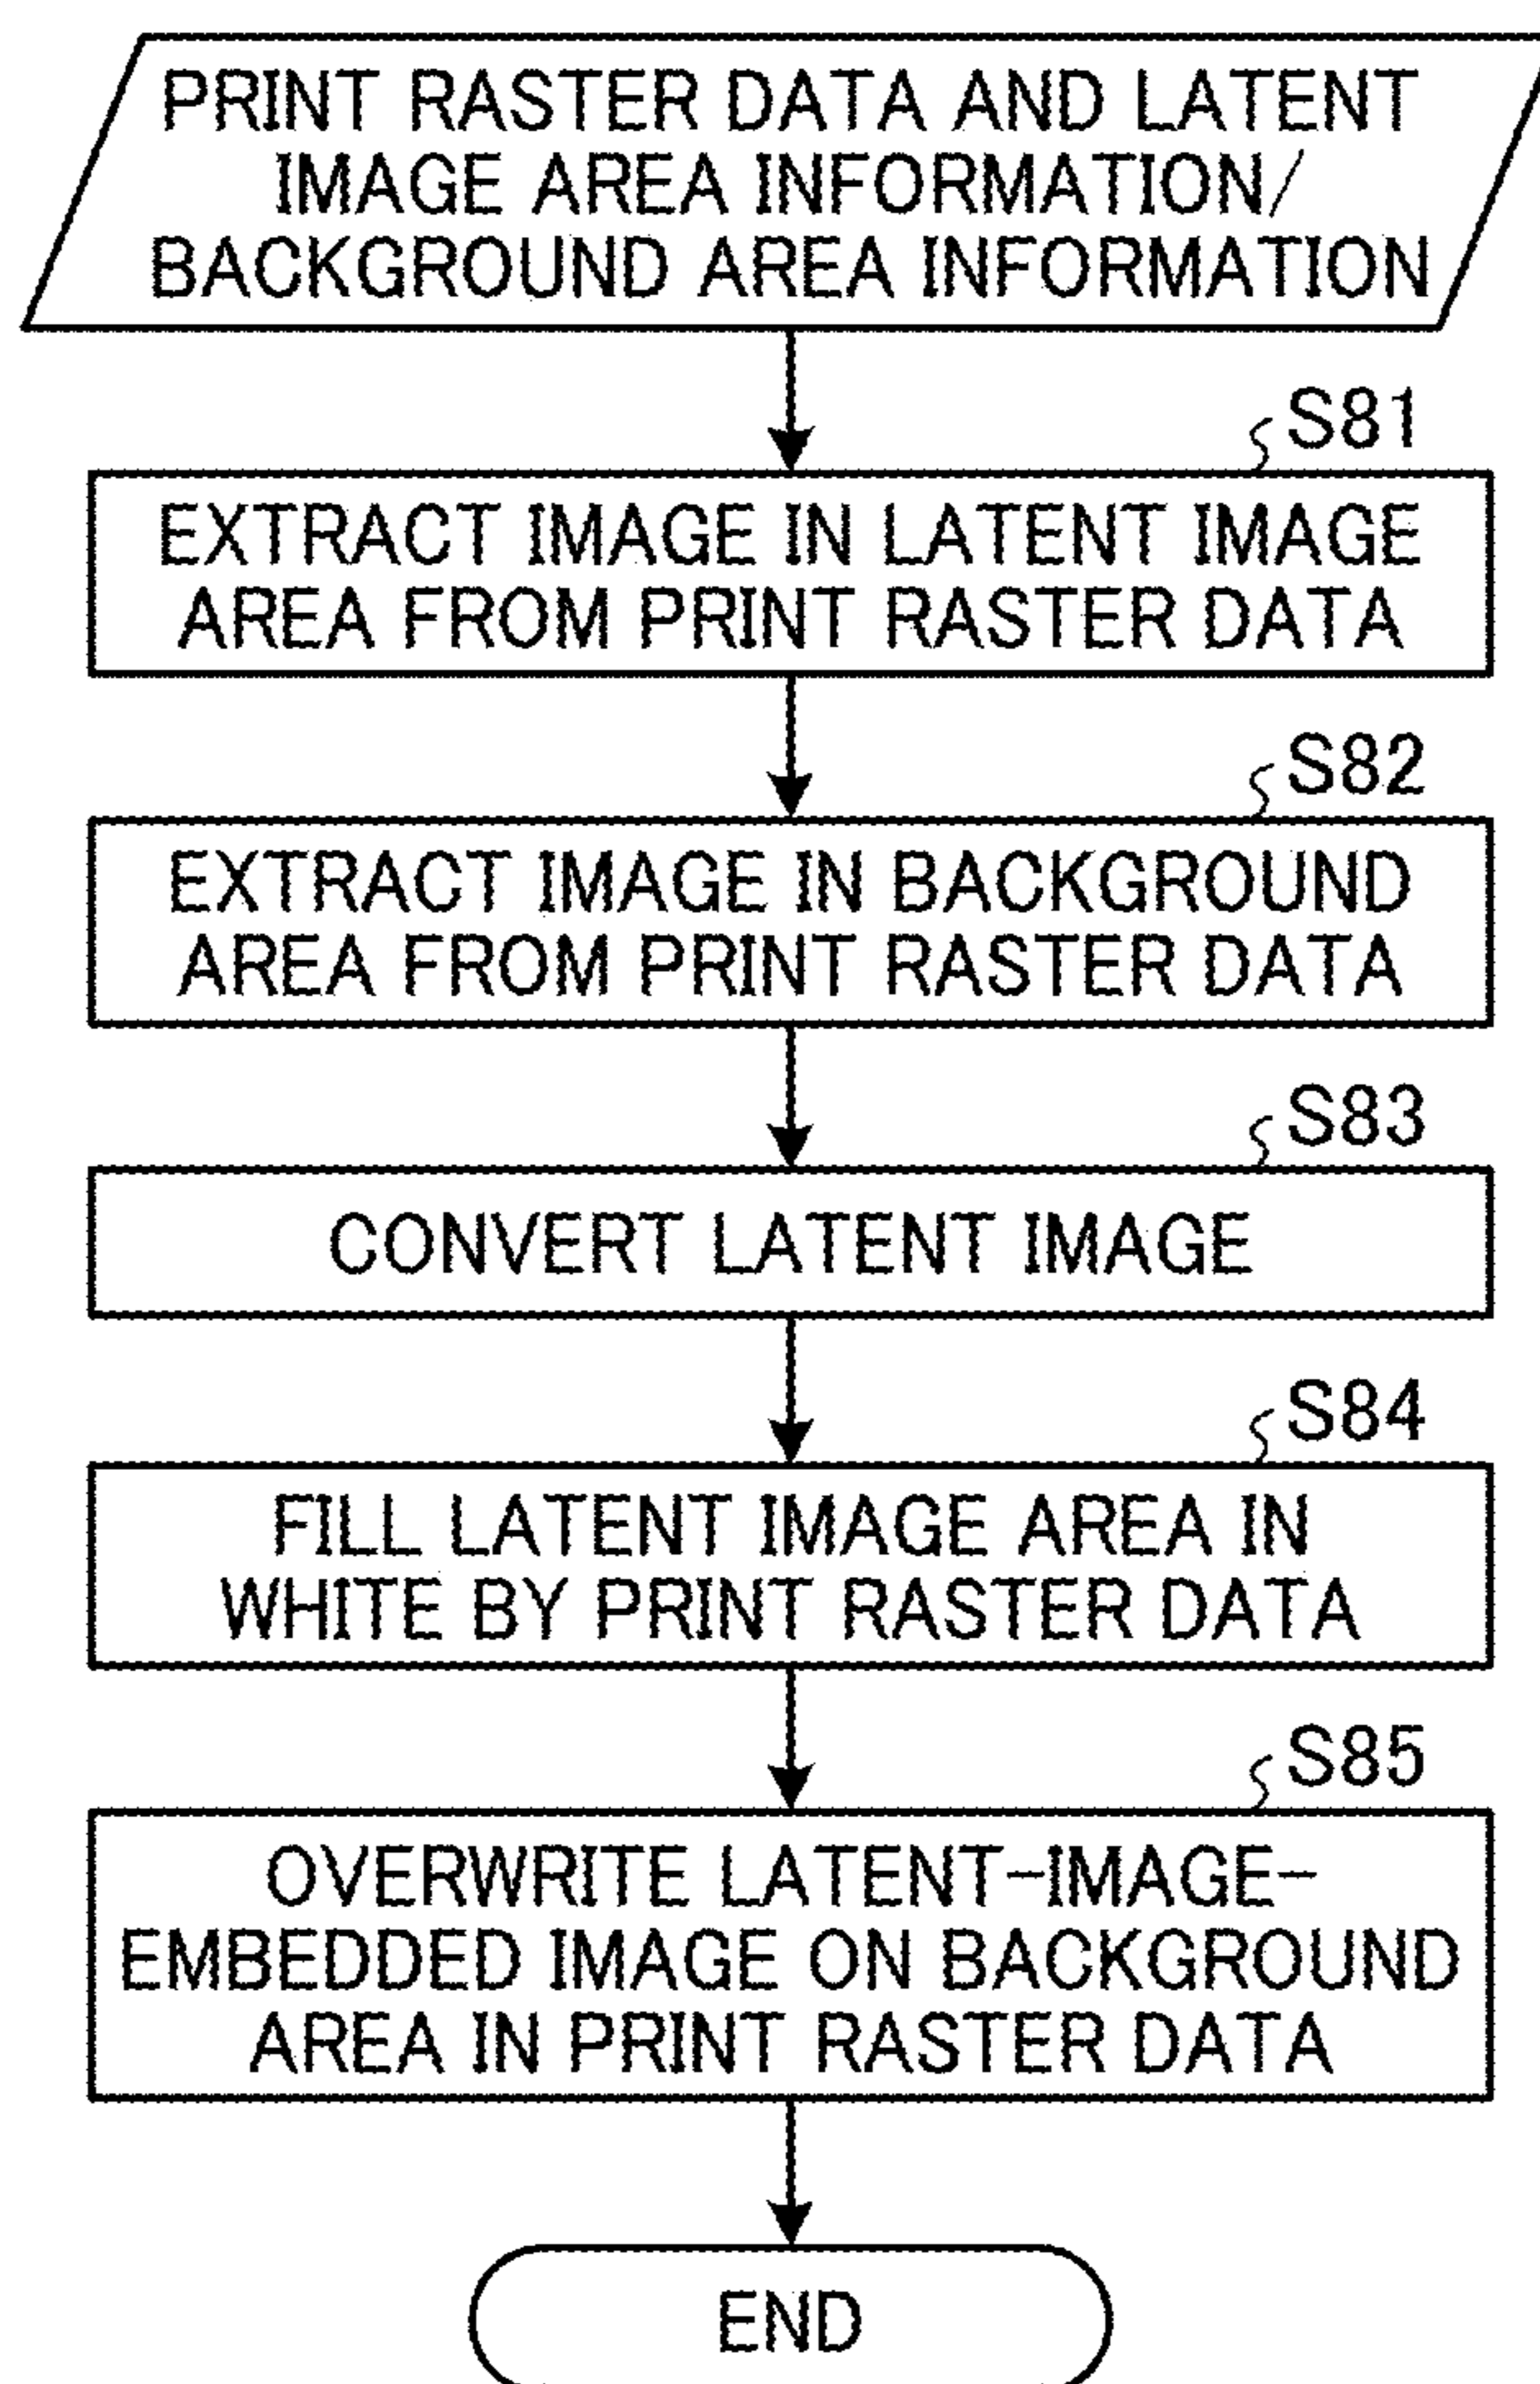 PRINT RASTER DATA AND LATENT
IMAGE AREA INFORMATION/
BACKGROUND AREA INFORMATION
S81
EXTRACT IMAGE IN LATENT IMAGE
AREA FROM PRINT RASTER DATA
S82
EXTRACT IMAGE IN BACKGROUND
AREA FROM PRINT RASTER DATA
S83
CONVERT LATENT IMAGE
S84
FILL LATENT IMAGE AREA IN
WHITE BY PRINT RASTER DATA
S85
OVERWRITE LATENT-IMAGE-
EMBEDDED IMAGE ON BACKGROUND
AREA IN PRINT RASTER DATA
END